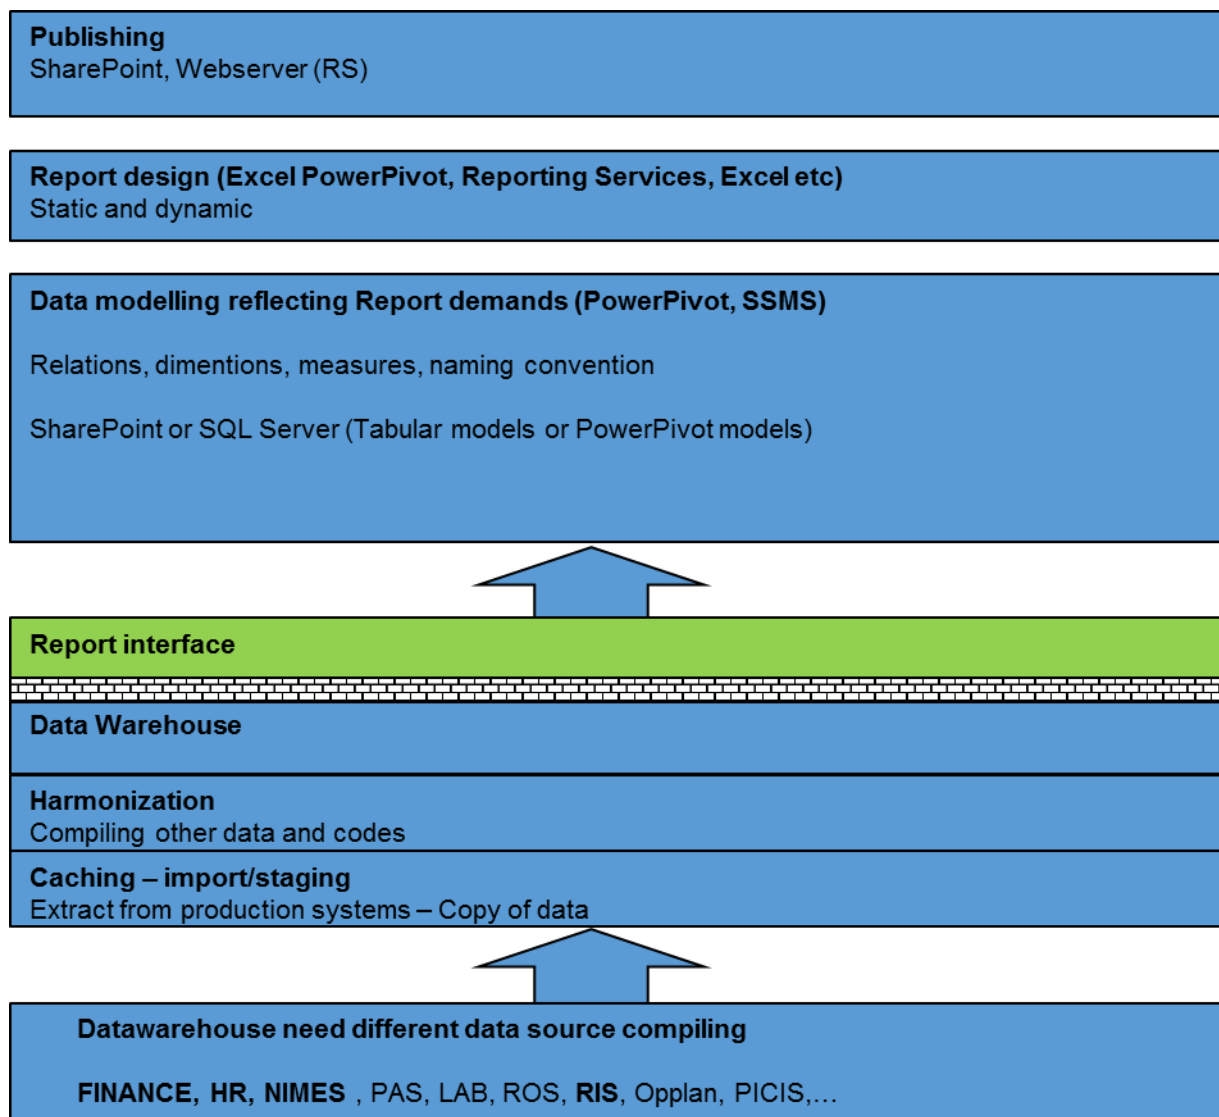 Publishing
SharePoint, Webserver (RS)
Report design (Excel PowerPivot, Reporting Services, Excel etc)
Static and dynamic
Data modelling reflecting Report demands (PowerPivot, SSMS)
Relations, dimentions, measures, naming convention
SharePoint or SQL Server (Tabular models or PowerPivot models)
Report interface
Data Warehouse
Harmonization
Compiling other data and codes
Caching – import/staging
Extract from production systems – Copy of data
Datawarehouse need different data source compiling
FINANCE, HR, NIMES , PAS, LAB, ROS, RIS, Opplan, PICIS,…